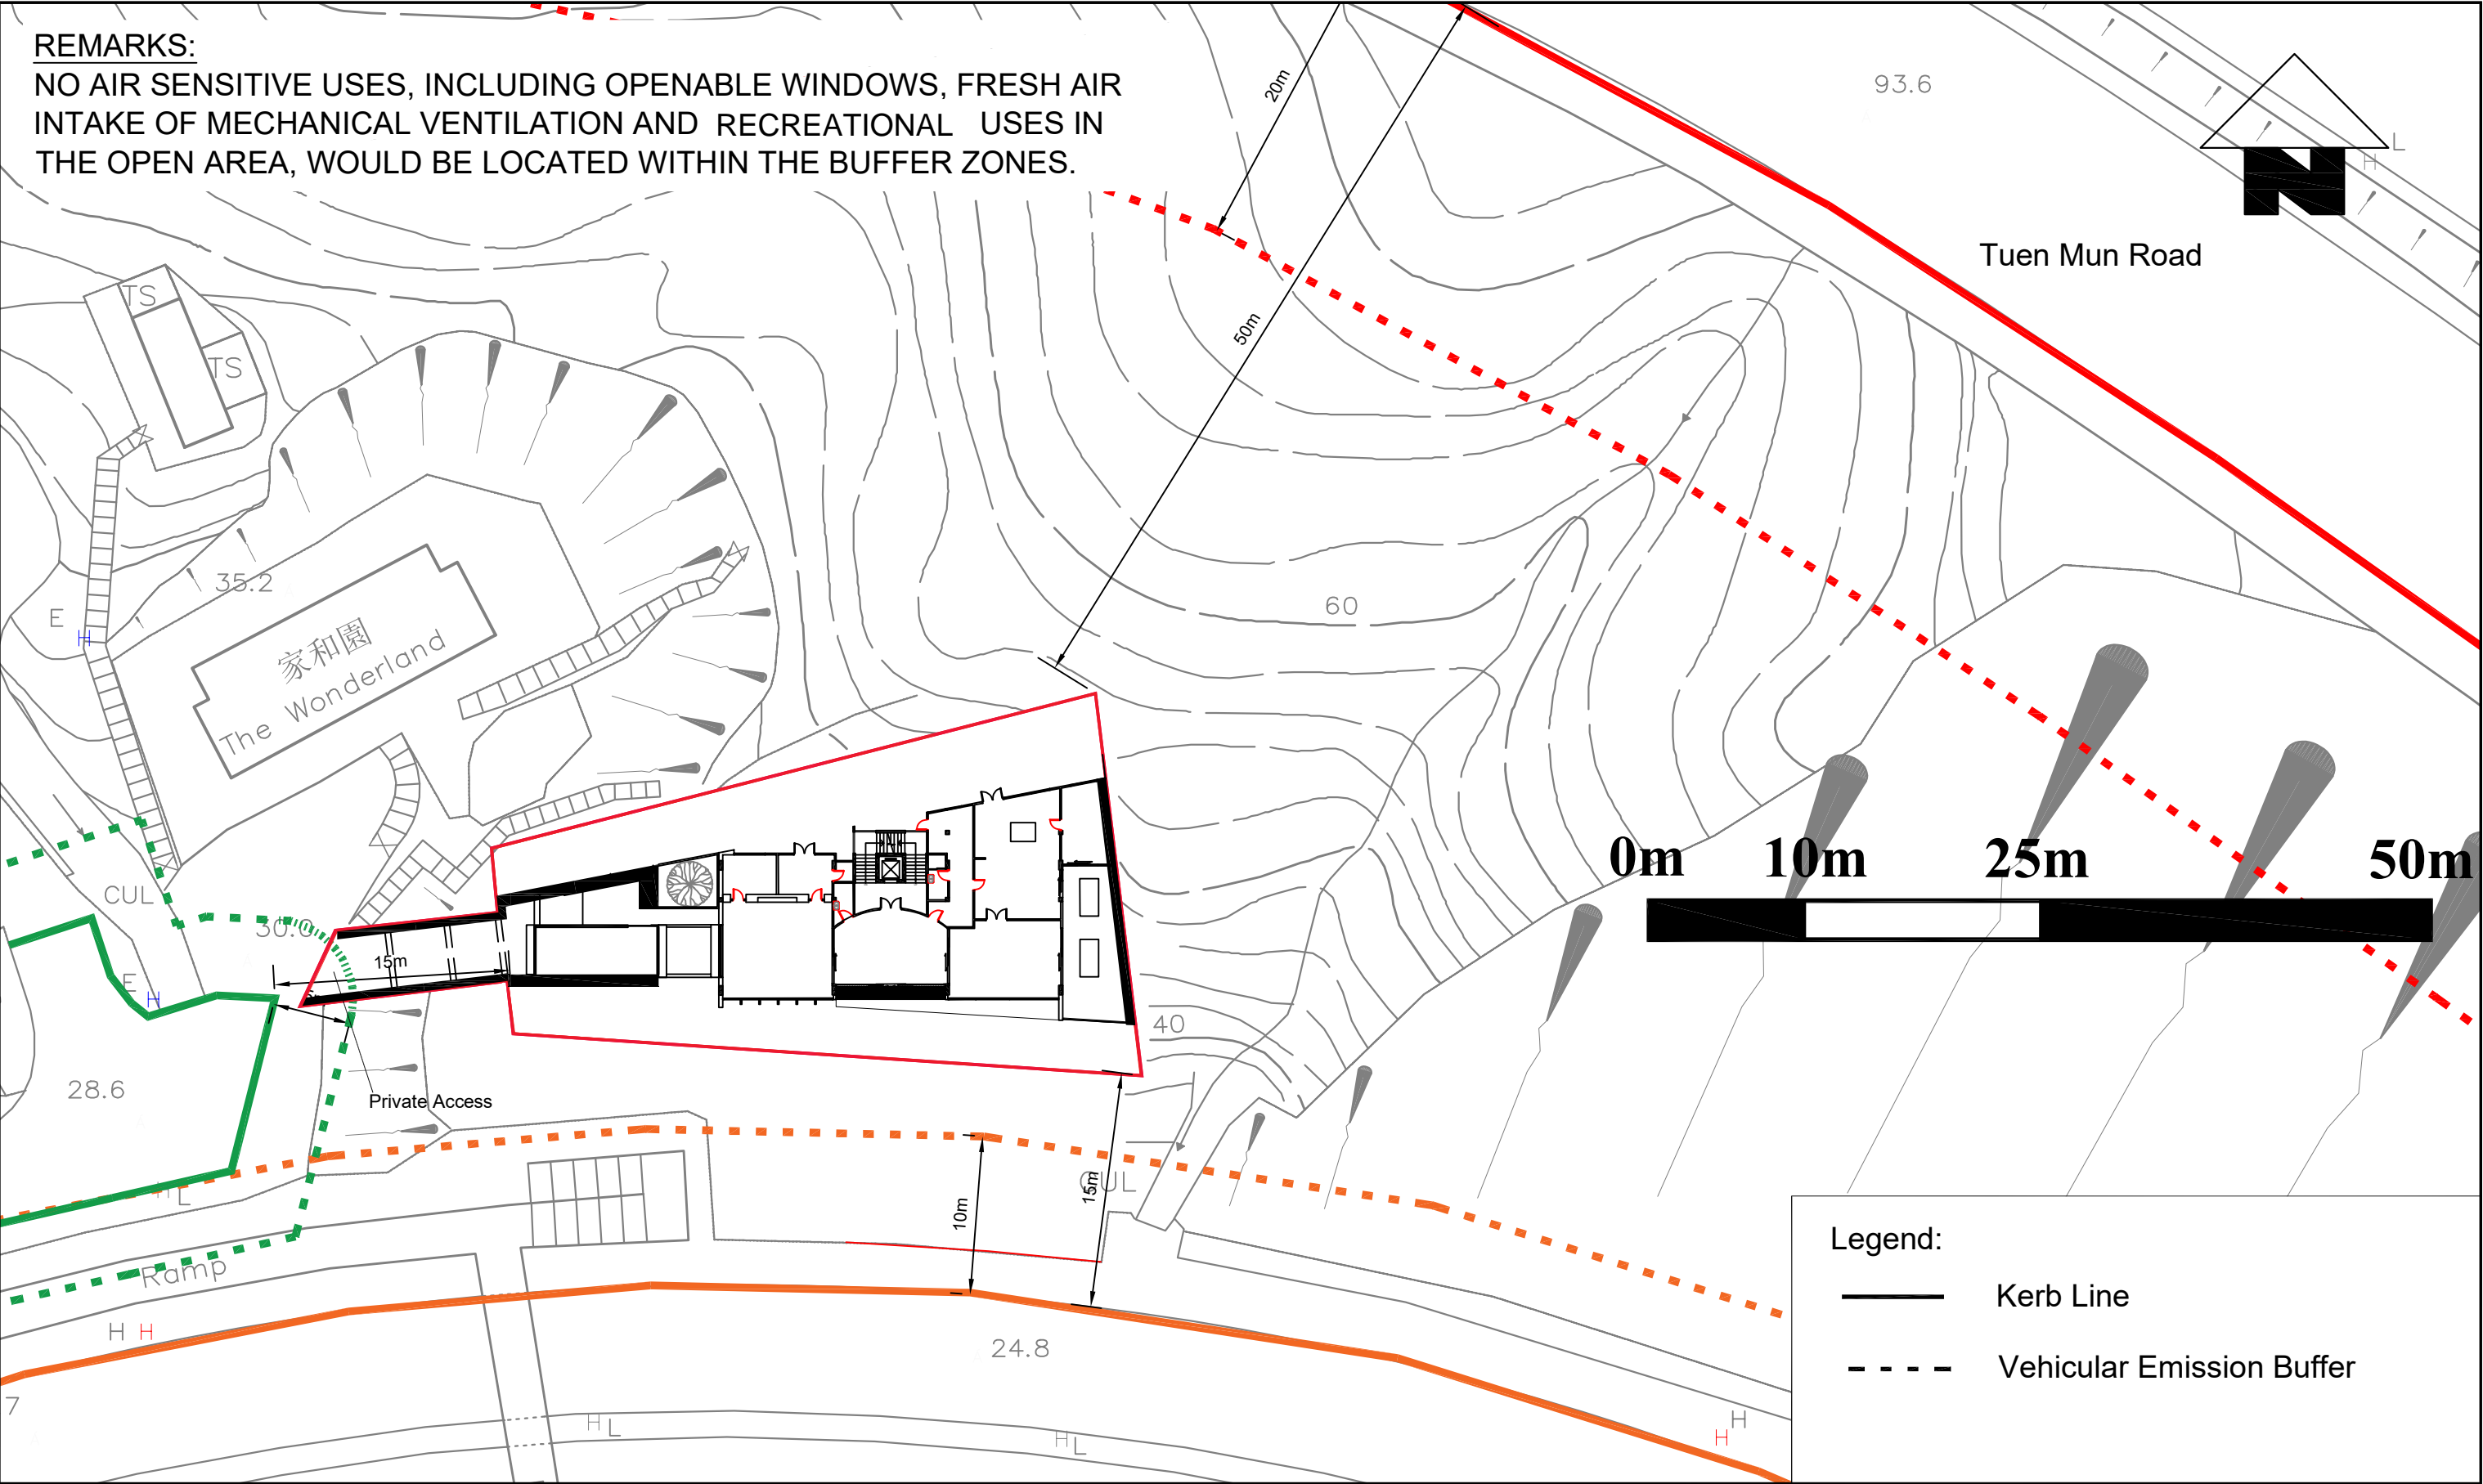 REMARKS:
NO AIR SENSITIVE USES, INCLUDING OPENABLE WINDOWS, FRESH AIR
INTAKE OF MECHANICAL VENTILATION AND RECREATIONAL USES IN
THE OPEN AREA, WOULD BE LOCATED WITHIN THE BUFFER ZONES.
20m
93.6
L
H
N
Tuen Mun Road
TS
TS
50m
35.2
E
H
家和園
The Wonderland
60
0m 10m 25m 50m
CUL
30.0
15m
E
H
40
28.6
Private Access
CUL
15m
10m
H L
Ramp
H H
24.8
7
H L
H L
H
H
Legend:
Kerb Line
Vehicular Emission Buffer